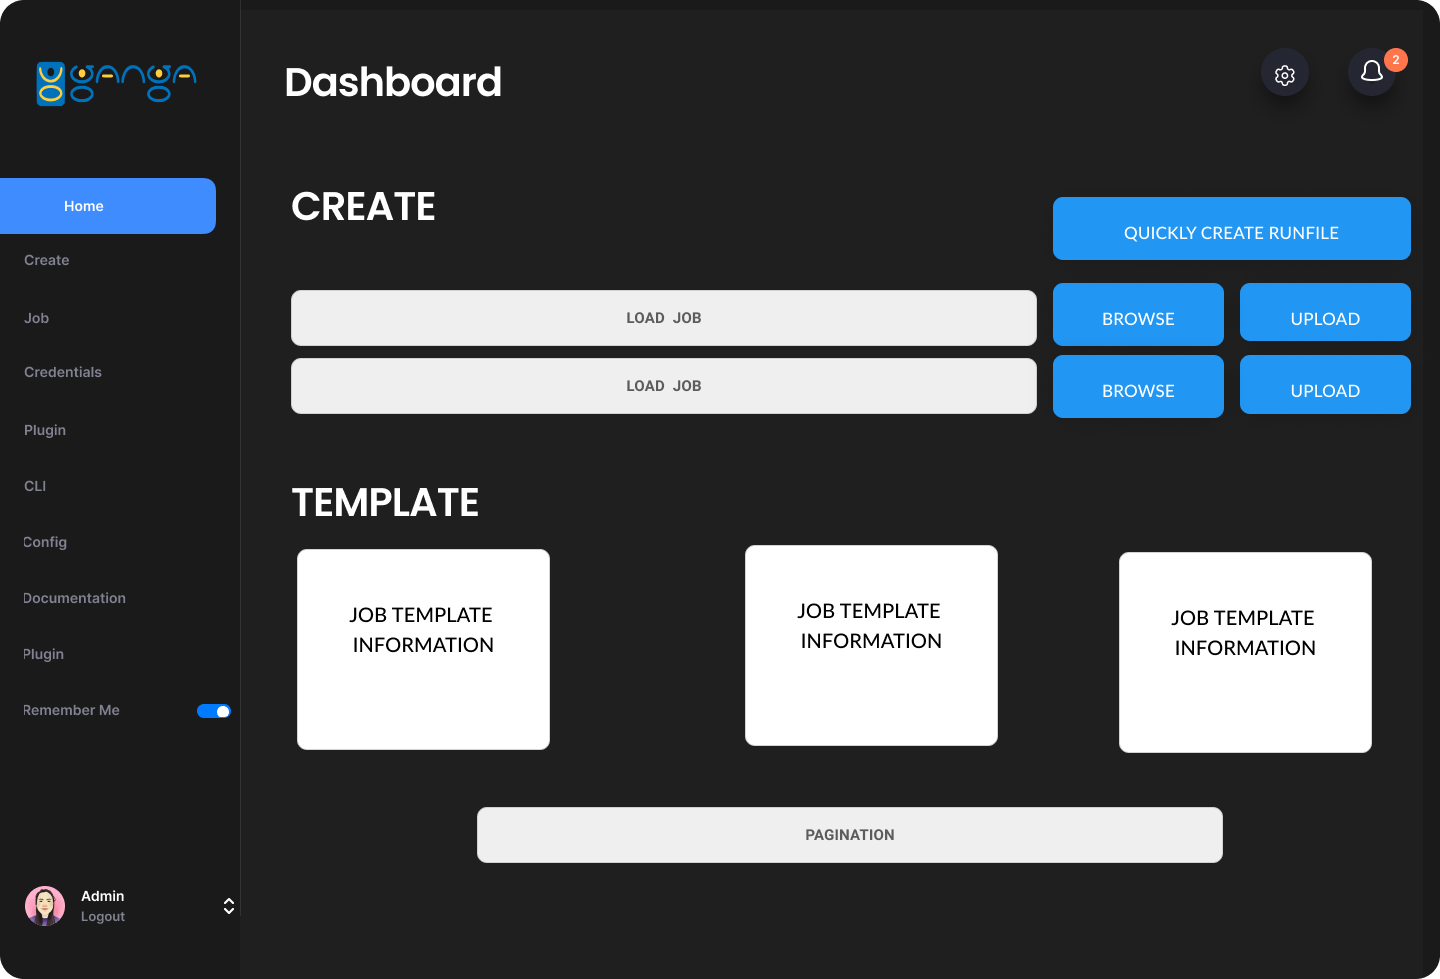 ganga
Dashboard
2
Home
Create
Job
Credentials
Plugin
CLI
Config
Documentation
Plugin
Remember Me
Admin
Logout
CREATE
QUICKLY CREATE RUNFILE
LOAD JOB
BROWSE
UPLOAD
LOAD JOB
BROWSE
UPLOAD
TEMPLATE
JOB TEMPLATE
INFORMATION
JOB TEMPLATE
INFORMATION
JOB TEMPLATE
INFORMATION
PAGINATION